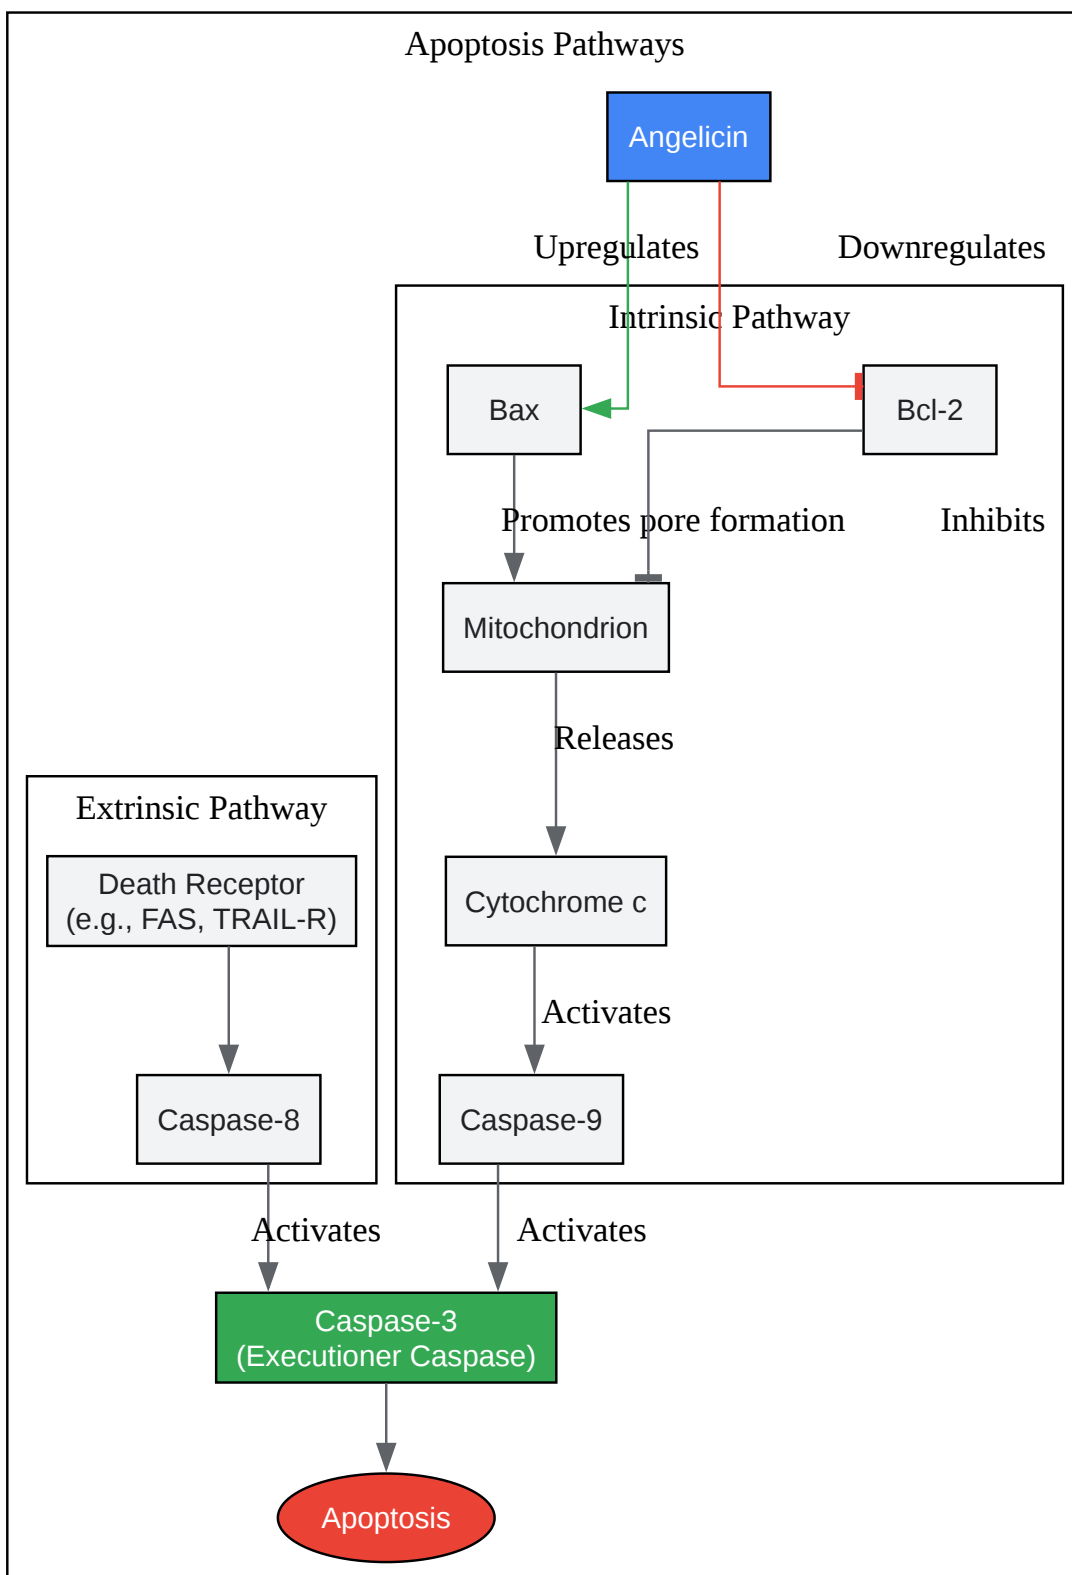 Apoptosis Pathways
Angelicin
Upregulates
Downregulates
Intrinsic Pathway
Bax
Bcl-2
Promotes pore formation
Inhibits
Mitochondrion
Releases
Extrinsic Pathway
Death Receptor
(e.g., FAS, TRAIL-R)
Cytochrome c
Activates
Caspase-8
Caspase-9
Activates
Activates
Caspase-3
(Executioner Caspase)
Apoptosis